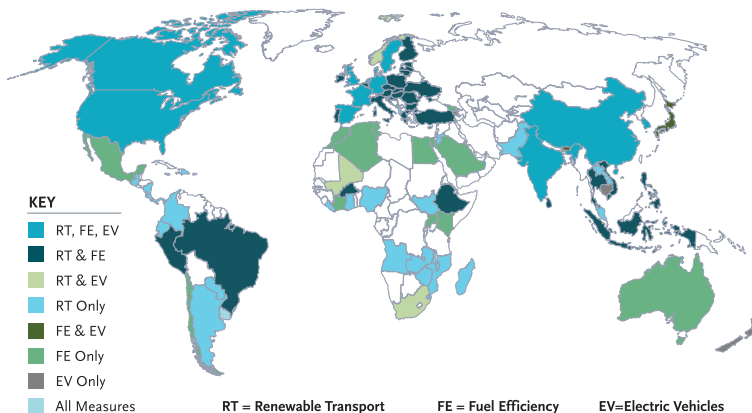 KEY
RT, FE, EV
RT & FE
RT & EV
RT Only
FE & EV
FE Only
EV Only
All Measures
RT = Renewable Transport FE = Fuel Efficiency EV=Electric Vehicles